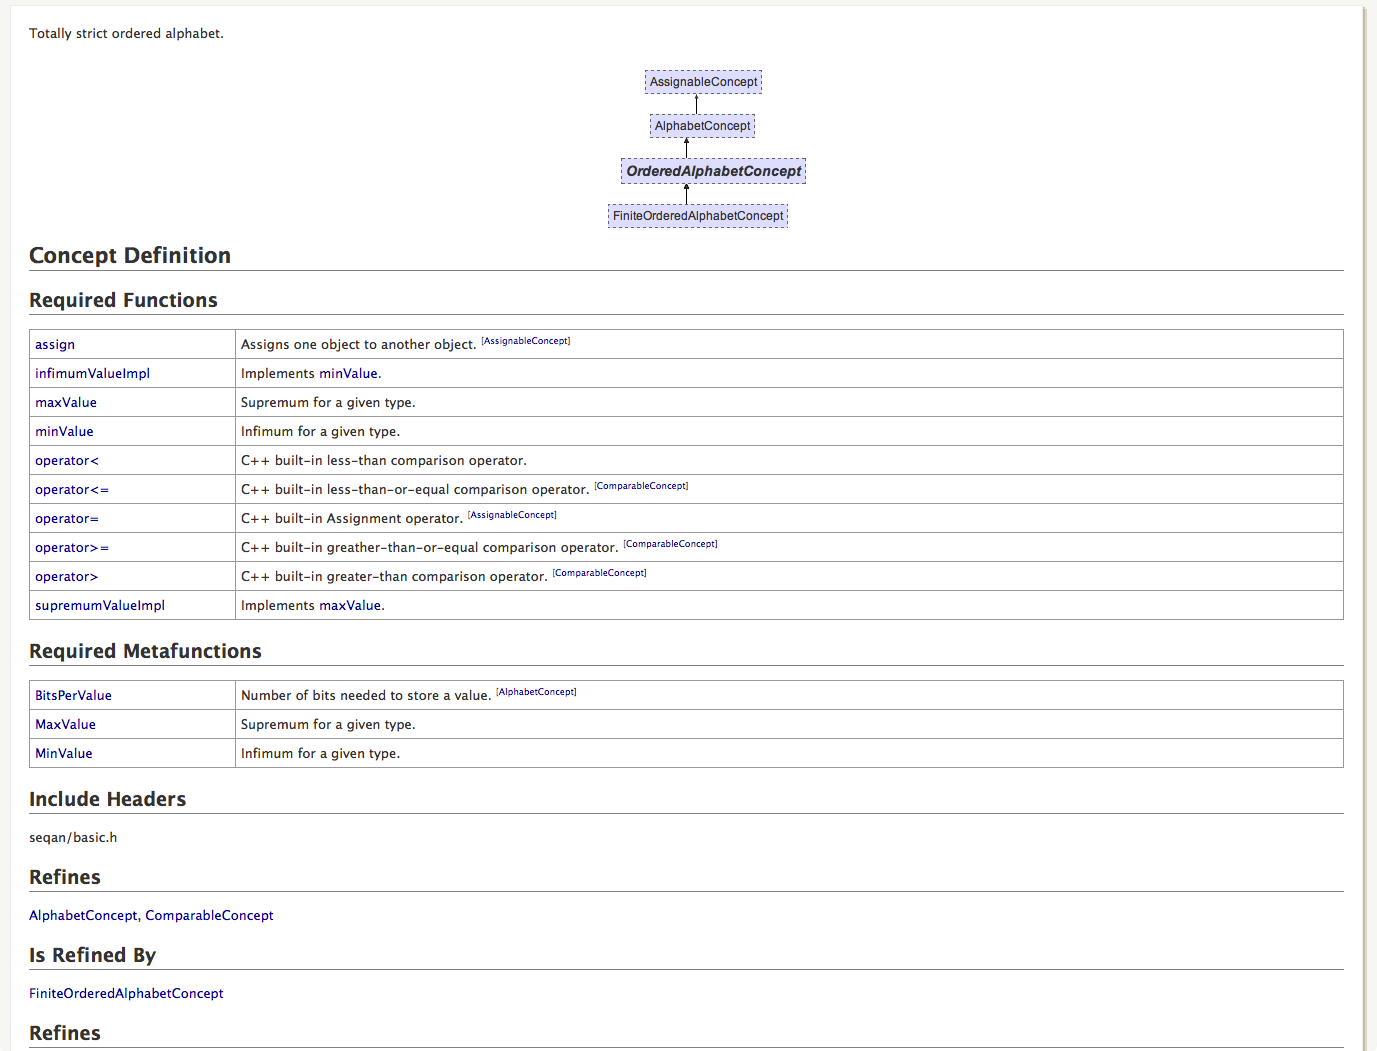 Totally strict ordered alphabet.
AssignableConcept
AlphabetConcept
OrderedAlphabetConcept
FiniteOrderedAlphabetConcept
Concept Definition
Required Functions
assign Assigns one object to another object. [AssignableConcept]
infimumValueImpl Implements minValue.
maxValue Supremum for a given type.
minValue Infimum for a given type.
operator< C++ built-in less-than comparison operator.
operator<= C++ built-in less-than-or-equal comparison operator. [ComparableConcept]
operator= C++ built-in Assignment operator. [AssignableConcept]
operator>= C++ built-in greather-than-or-equal comparison operator. [ComparableConcept]
operator> C++ built-in greater-than comparison operator. [ComparableConcept]
supremumValueImpl Implements maxValue.
Required Metafunctions
BitsPerValue Number of bits needed to store a value. [AlphabetConcept]
MaxValue Supremum for a given type.
MinValue Infimum for a given type.
Include Headers
seqan/basic.h
Refines
AlphabetConcept, ComparableConcept
Is Refined By
FiniteOrderedAlphabetConcept
Refines